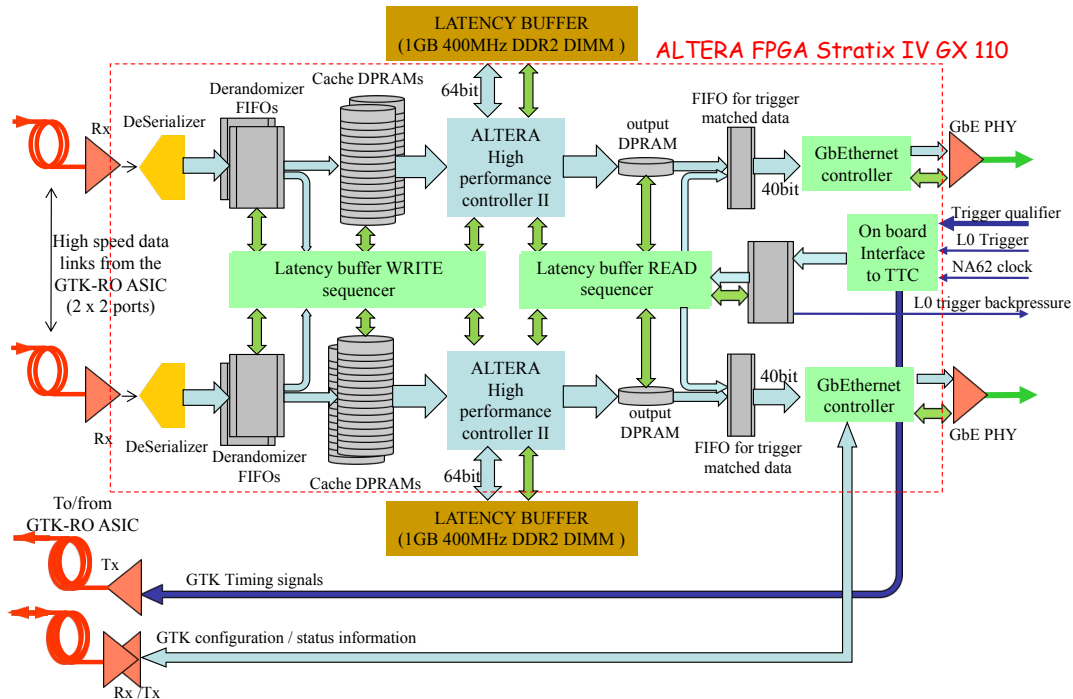 LATENCY BUFFER
(1GB 400MHz DDR2 DIMM )
ALTERA FPGA Stratix IV GX 110
Derandomizer
FIFOs
Cache DPRAMs
64bit
FIFO for trigger
matched data
GbE PHY
Rx
DeSerializer
ALTERA
High
performance
controller II
output
DPRAM
40bit
GbEthernet
controller
High speed data
links from the
GTK-RO ASIC
(2 x 2 ports)
Latency buffer WRITE
sequencer
Latency buffer READ
sequencer
On board
Interface
to TTC
Trigger qualifier
L0 Trigger
NA62 clock
L0 trigger backpressure
Rx
DeSerializer
Derandomizer
FIFOs
Cache DPRAMs
ALTERA
High
performance
controller II
64bit
output
DPRAM
40bit
FIFO for trigger
matched data
GbEthernet
controller
GbE PHY
LATENCY BUFFER
(1GB 400MHz DDR2 DIMM )
To/from
GTK-RO ASIC
Tx
GTK Timing signals
GTK configuration / status information
Rx /Tx